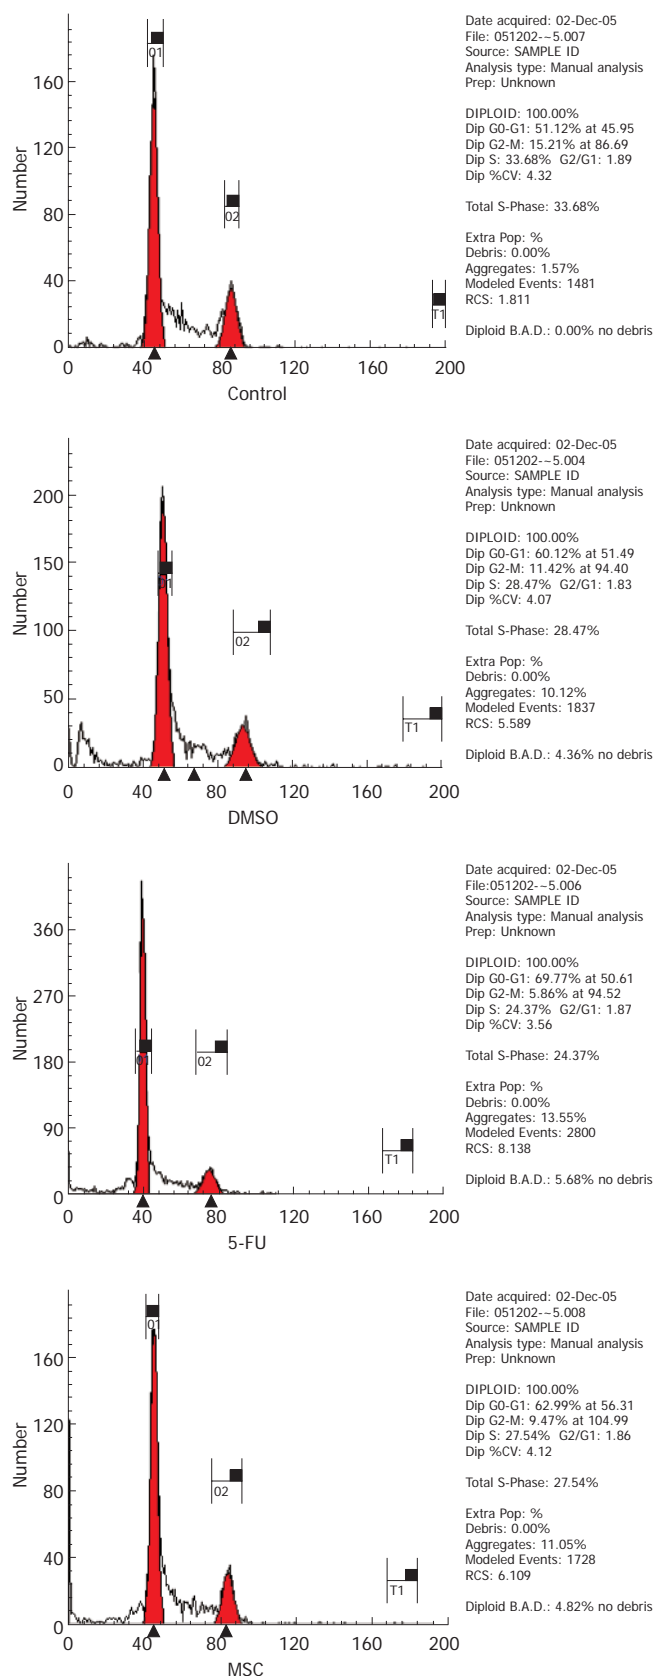 Date acquired: 02-Dec-05
File: 051202-~5.007
Source: SAMPLE ID
Analysis type: Manual analysis
Prep: Unknown
DIPLOID: 100.00%
Dip G0-G1: 51.12% at 45.95
Dip G2-M: 15.21% at 86.69
Dip S: 33.68% G2/G1: 1.89
Dip %CV: 4.32
Total S-Phase: 33.68%
Extra Pop: %
Debris: 0.00%
Aggregates: 1.57%
Modeled Events: 1481
RCS: 1.811
Diploid B.A.D.: 0.00% no debris
Number
160
120
80
40
0
01
02
T1
0 40 80 120 160 200
Control
Date acquired: 02-Dec-05
File: 051202-~5.004
Source: SAMPLE ID
Analysis type: Manual analysis
Prep: Unknown
DIPLOID: 100.00%
Dip G0-G1: 60.12% at 51.49
Dip G2-M: 11.42% at 94.40
Dip S: 28.47% G2/G1: 1.83
Dip %CV: 4.07
Total S-Phase: 28.47%
Extra Pop: %
Debris: 0.00%
Aggregates: 10.12%
Modeled Events: 1837
RCS: 5.589
Diploid B.A.D.: 4.36% no debris
Number
200
150
100
50
0
01
02
T1
0 40 80 120 160 200
DMSO
Date acquired: 02-Dec-05
File:051202-~5.006
Source: SAMPLE ID
Analysis type: Manual analysis
Prep: Unknown
DIPLOID: 100.00%
Dip G0-G1: 69.77% at 50.61
Dip G2-M: 5.86% at 94.52
Dip S: 24.37% G2/G1: 1.87
Dip %CV: 3.56
Total S-Phase: 24.37%
Extra Pop: %
Debris: 0.00%
Aggregates: 13.55%
Modeled Events: 2800
RCS: 8.138
Diploid B.A.D.: 5.68% no debris
Number
360
270
180
90
0
01
02
T1
0 40 80 120 160 200
5-FU
Date acquired: 02-Dec-05
File: 051202-~5.008
Source: SAMPLE ID
Analysis type: Manual analysis
Prep: Unknown
DIPLOID: 100.00%
Dip G0-G1: 62.99% at 56.31
Dip G2-M: 9.47% at 104.99
Dip S: 27.54% G2/G1: 1.86
Dip %CV: 4.12
Total S-Phase: 27.54%
Extra Pop: %
Debris: 0.00%
Aggregates: 11.05%
Modeled Events: 1728
RCS: 6.109
Diploid B.A.D.: 4.82% no debris
Number
160
120
80
40
0
01
02
T1
0 40 80 120 160 200
MSC